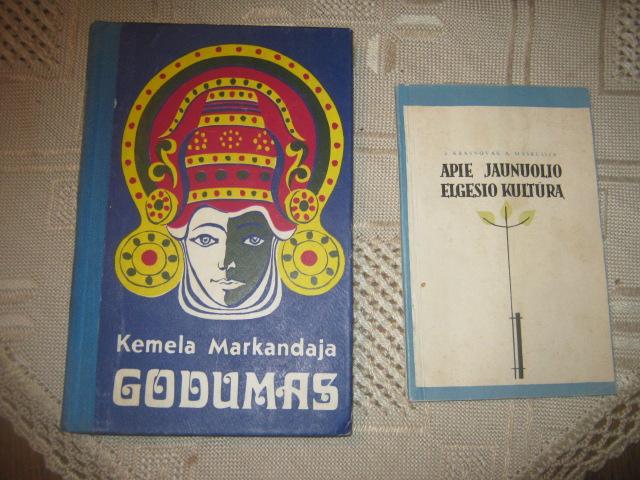 Kemela Markandaja
GODUMAS
APIE JAUNUOLIO
ELGESIO KULTŪRĄ